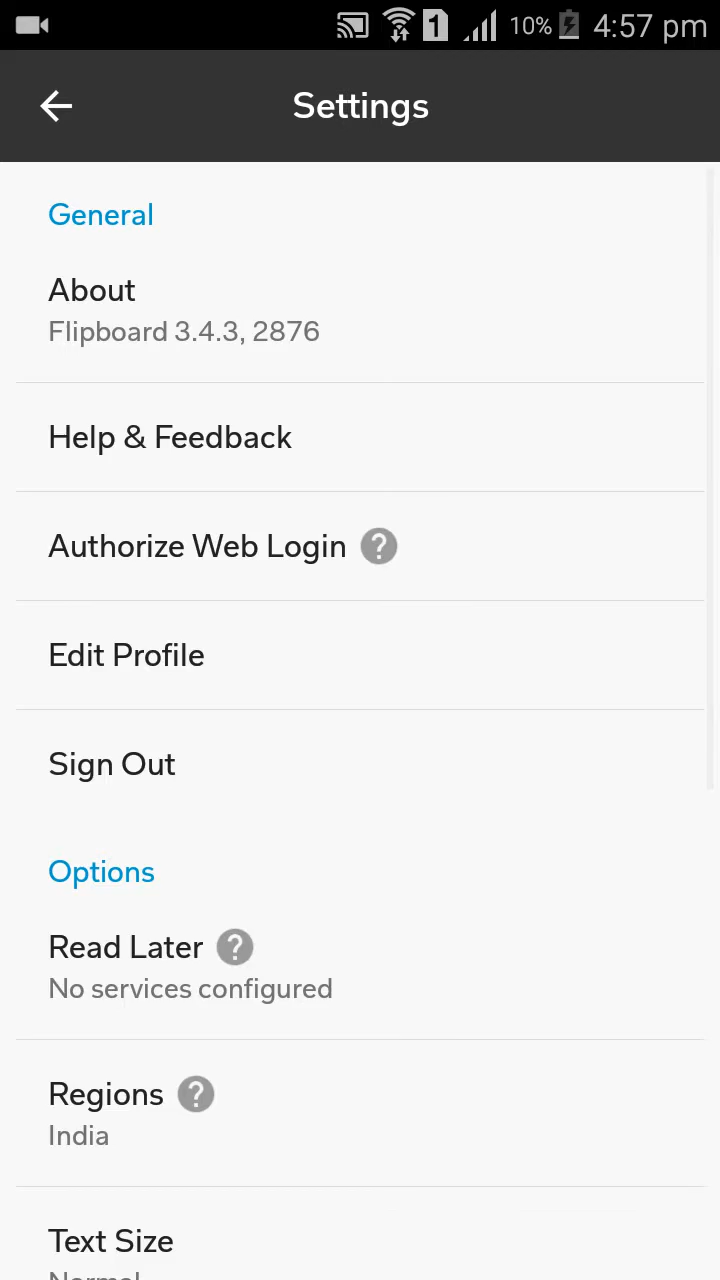 1 10% 4:57 pm
Settings
General
About
Flipboard 3.4.3, 2876
Help & Feedback
Authorize Web Login ?
Edit Profile
Sign Out
Options
Read Later ?
No services configured
Regions ?
India
Text Size
Normal